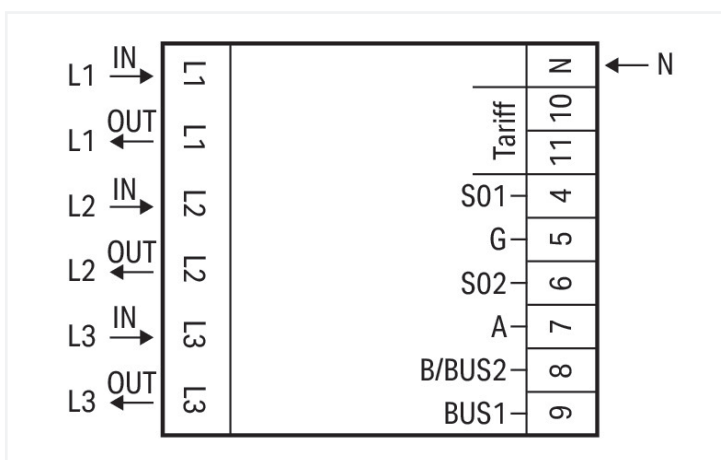 L1 IN L1 N N
Tariff 10
L1 OUT L1 11
L2 IN L2 S01 4
G 5
L2 OUT L2 S02 6
L3 IN L3 A 7
B/BUS2 8
L3 OUT L3 BUS1 9